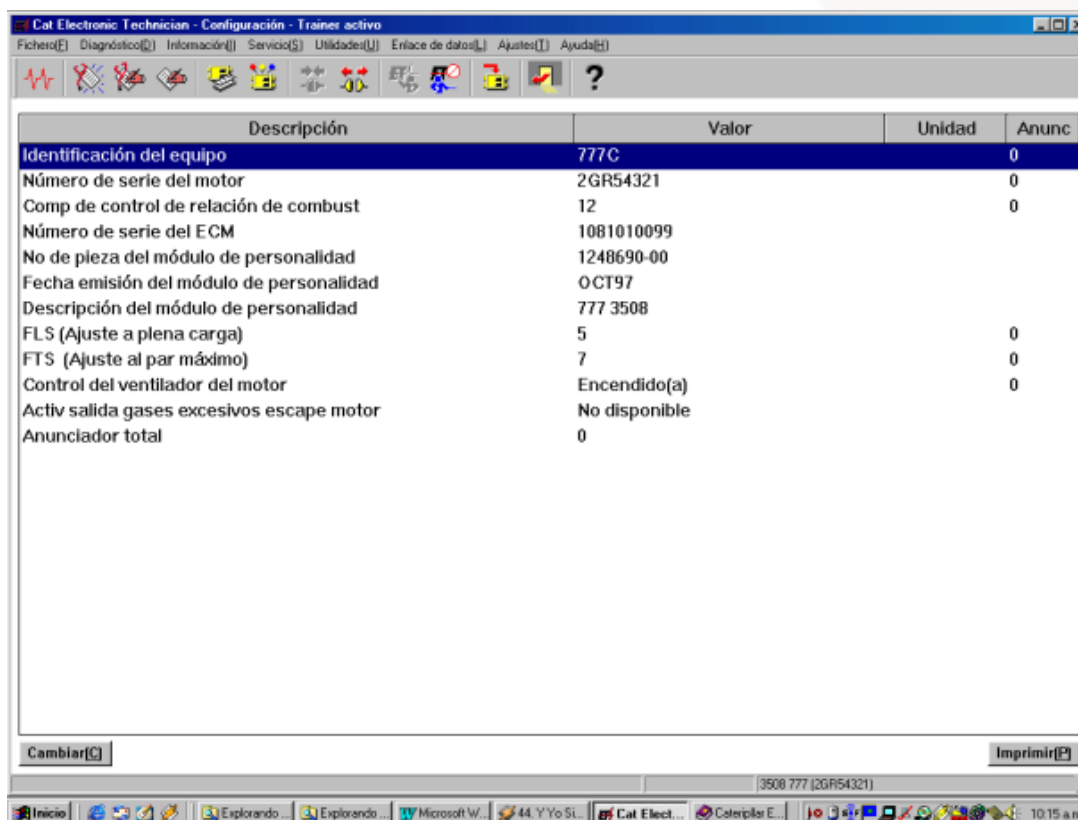 Cat Electronic Technician - Configuración - Trainer activo
Fichero[F] Diagnóstico[D] Información[I] Servicio[S] Utilidades[U] Enlace de datos[L] Ajustes[T] Ayuda[H]
Descripción Valor Unidad Anunc
Identificación del equipo 777C 0
Número de serie del motor 2GR54321 0
Comp de control de relación de combust 12 0
Número de serie del ECM 1081010099
No de pieza del módulo de personalidad 1248690-00
Fecha emisión del módulo de personalidad OCT97
Descripción del módulo de personalidad 777 3508
FLS (Ajuste a plena carga) 5 0
FTS (Ajuste al par máximo) 7 0
Control del ventilador del motor Encendido(a) 0
Activ salida gases excesivos escape motor No disponible
Anunciador total 0
Cambiar[C] Imprimir[P]
3508 777 (2GR54321)
Inicio Explorando ... Explorando ... Microsoft W... 44. Y Yo Si... Cat Elect... Caterpillar E... 10:15 a.m